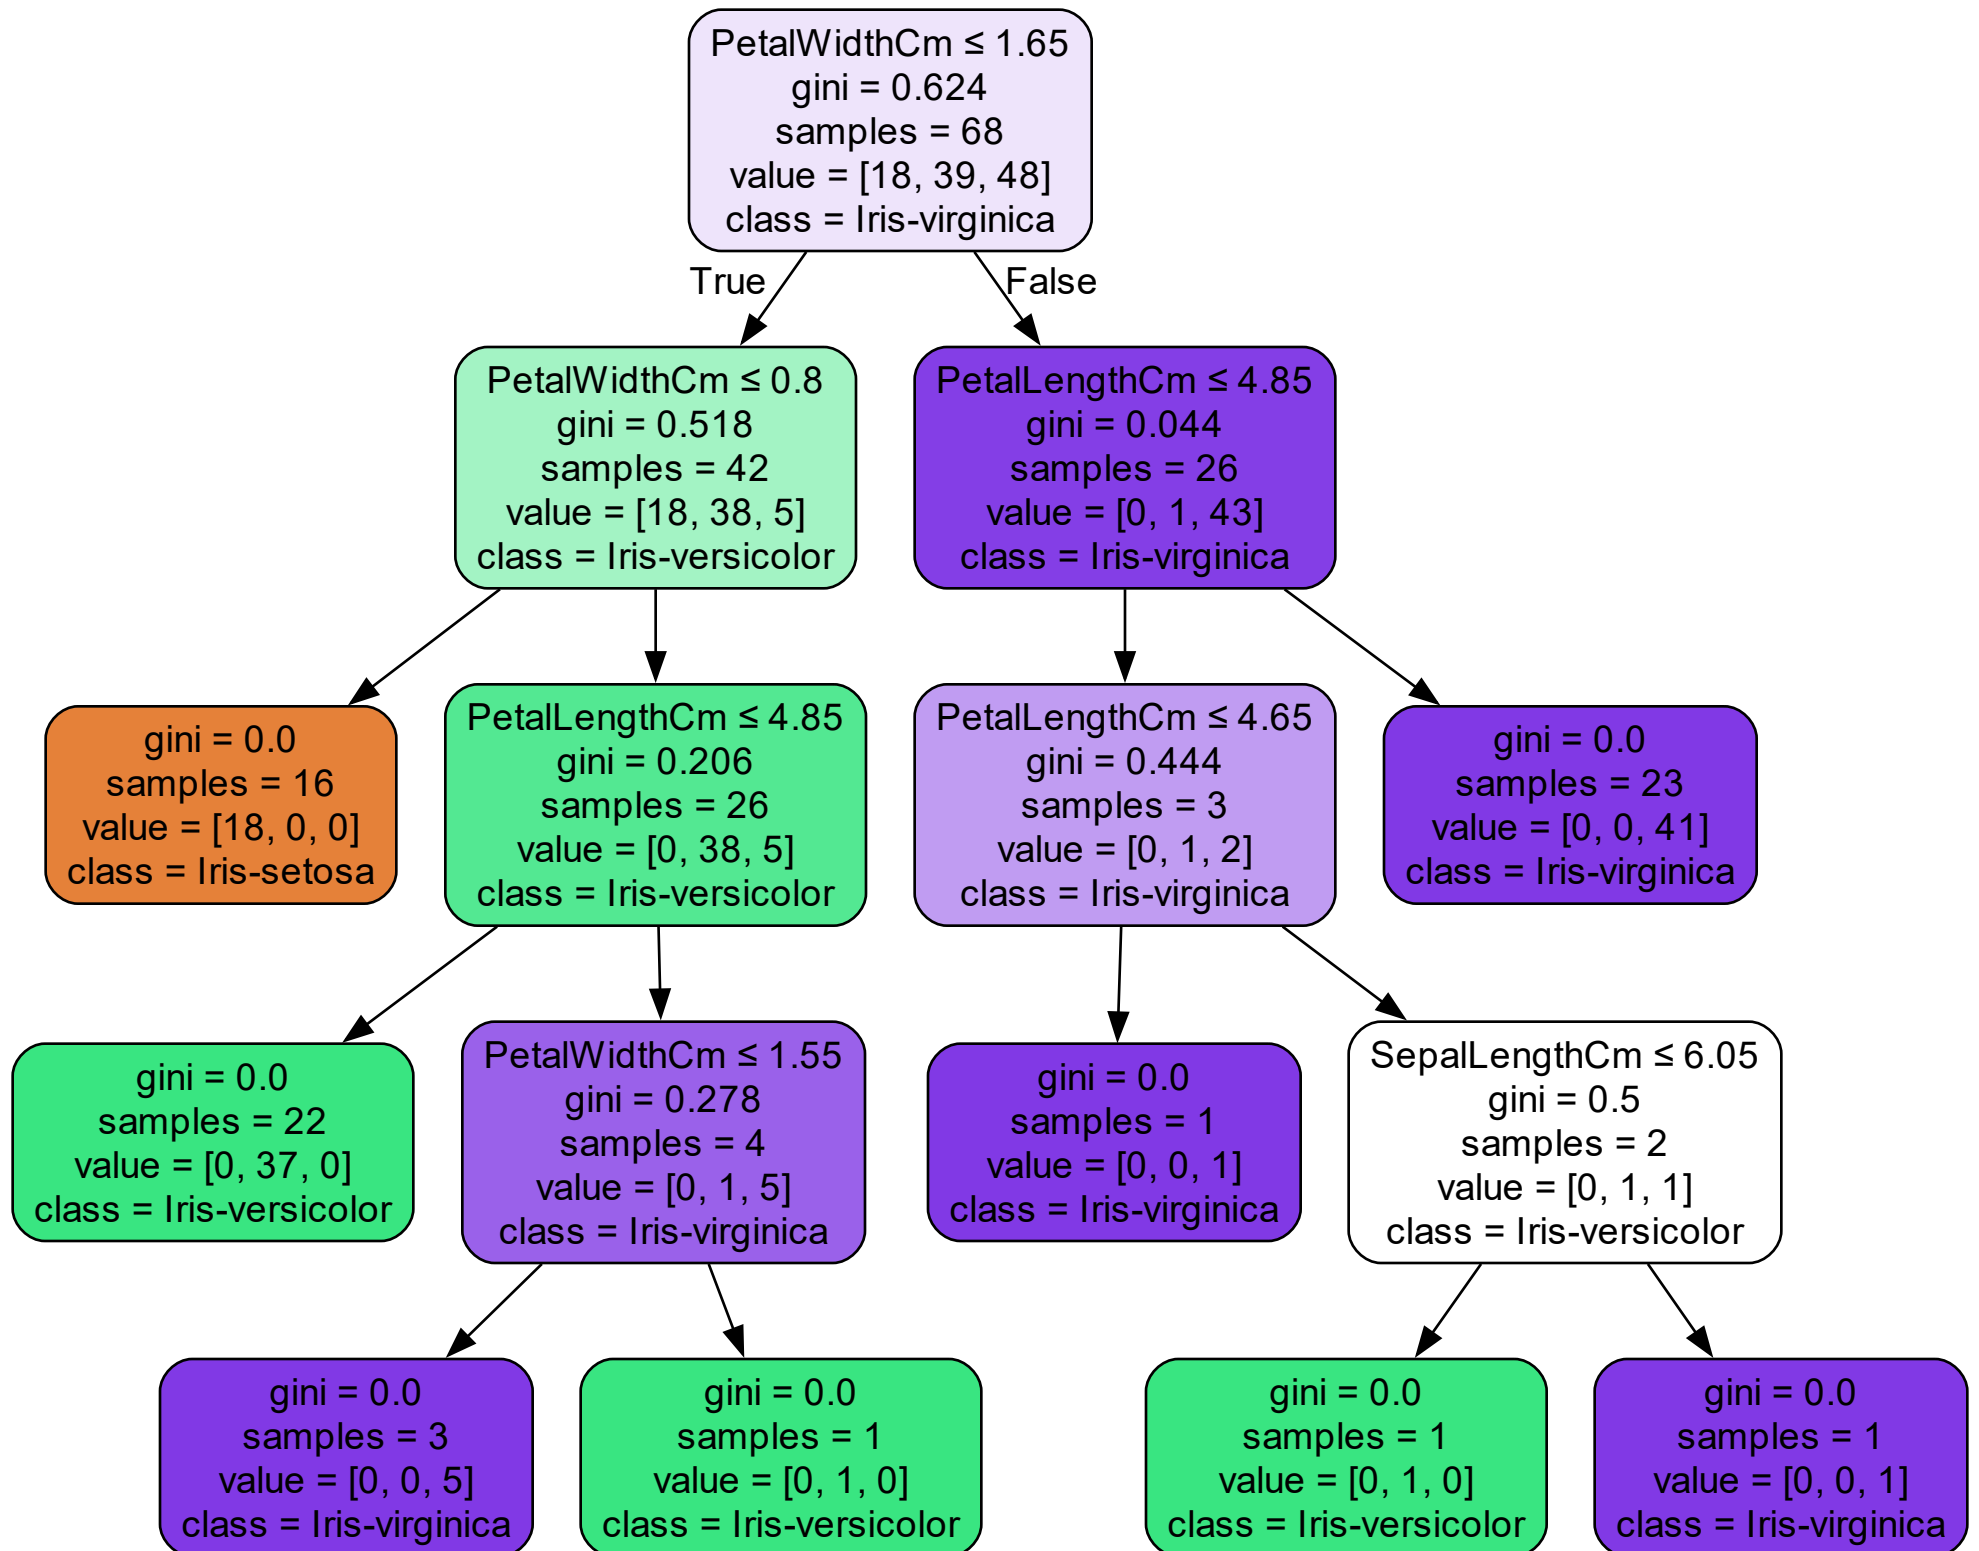 PetalWidthCm ≤ 1.65
gini = 0.624
samples = 68
value = [18, 39, 48]
class = Iris-virginica
True
False
PetalWidthCm ≤ 0.8
gini = 0.518
samples = 42
value = [18, 38, 5]
class = Iris-versicolor
PetalLengthCm ≤ 4.85
gini = 0.044
samples = 26
value = [0, 1, 43]
class = Iris-virginica
gini = 0.0
samples = 16
value = [18, 0, 0]
class = Iris-setosa
PetalLengthCm ≤ 4.85
gini = 0.206
samples = 26
value = [0, 38, 5]
class = Iris-versicolor
PetalLengthCm ≤ 4.65
gini = 0.444
samples = 3
value = [0, 1, 2]
class = Iris-virginica
gini = 0.0
samples = 23
value = [0, 0, 41]
class = Iris-virginica
gini = 0.0
samples = 22
value = [0, 37, 0]
class = Iris-versicolor
PetalWidthCm ≤ 1.55
gini = 0.278
samples = 4
value = [0, 1, 5]
class = Iris-virginica
gini = 0.0
samples = 1
value = [0, 0, 1]
class = Iris-virginica
SepalLengthCm ≤ 6.05
gini = 0.5
samples = 2
value = [0, 1, 1]
class = Iris-versicolor
gini = 0.0
samples = 3
value = [0, 0, 5]
class = Iris-virginica
gini = 0.0
samples = 1
value = [0, 1, 0]
class = Iris-versicolor
gini = 0.0
samples = 1
value = [0, 1, 0]
class = Iris-versicolor
gini = 0.0
samples = 1
value = [0, 0, 1]
class = Iris-virginica